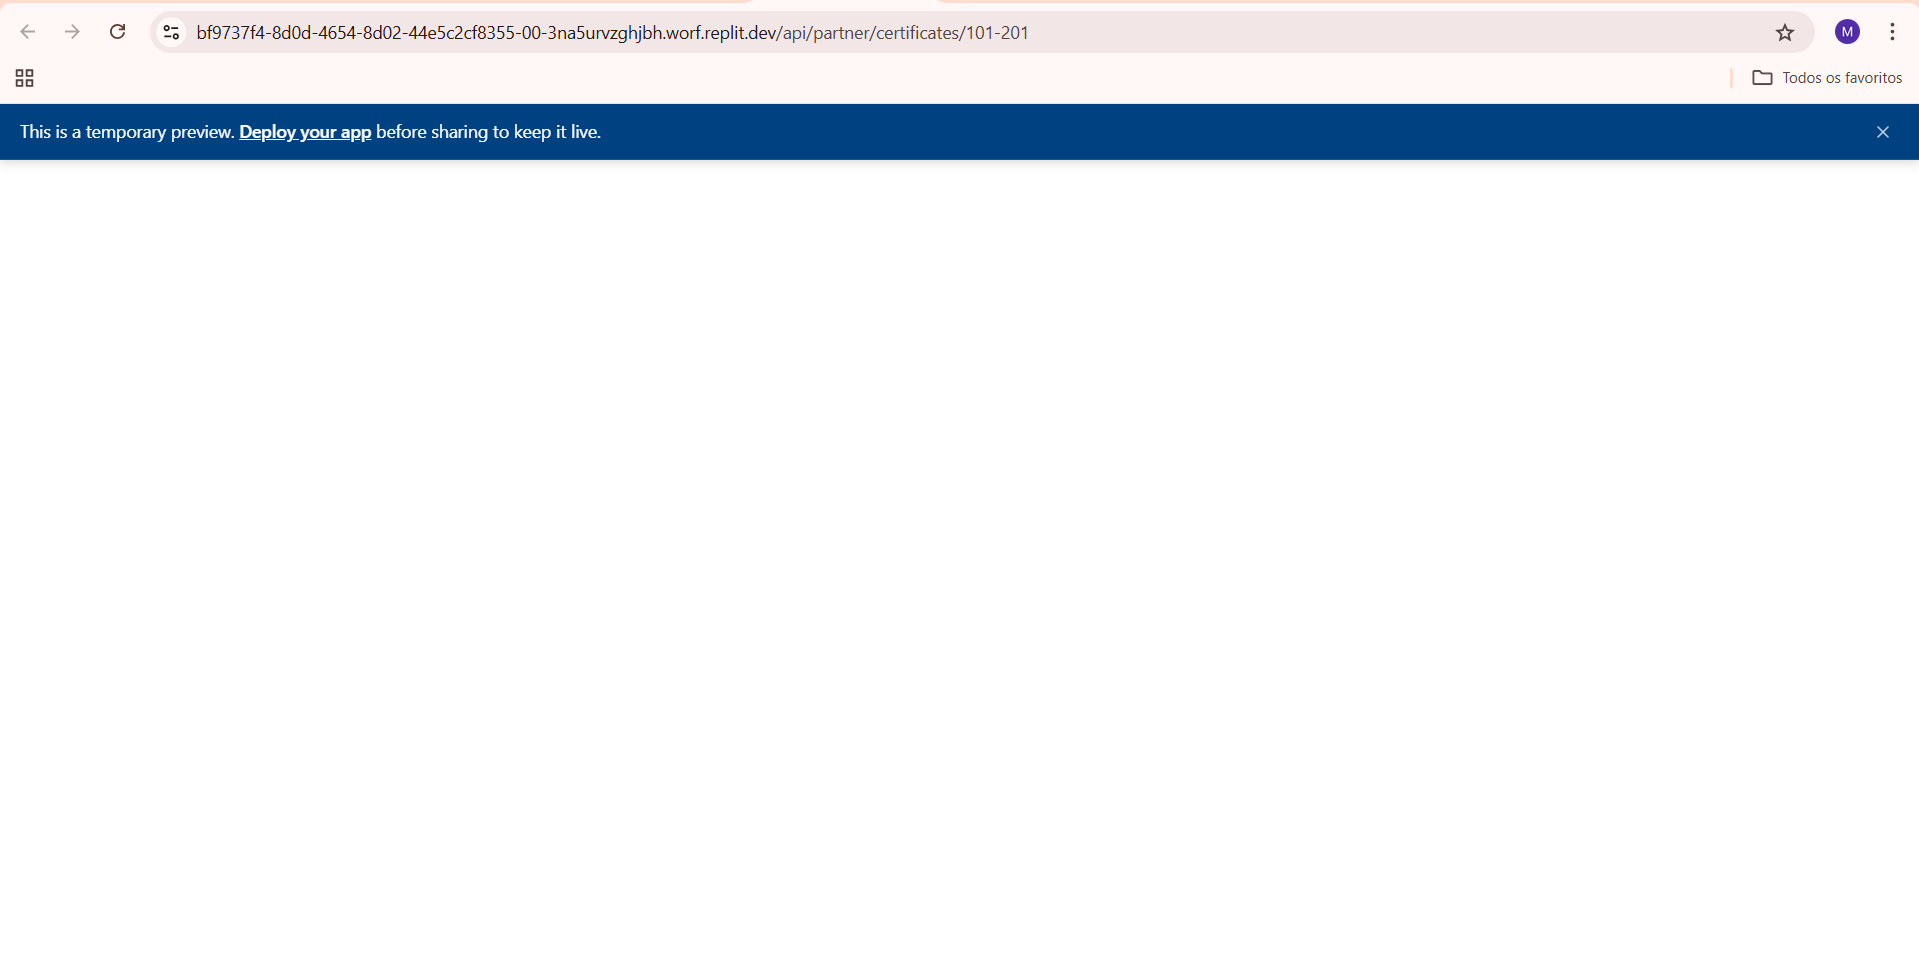 bf9737f4-8d0d-4654-8d02-44e5c2cf8355-00-3na5urvzghjbh.worf.replit.dev/api/partner/certificates/101-201
M
Todos os favoritos
This is a temporary preview. Deploy your app before sharing to keep it live.